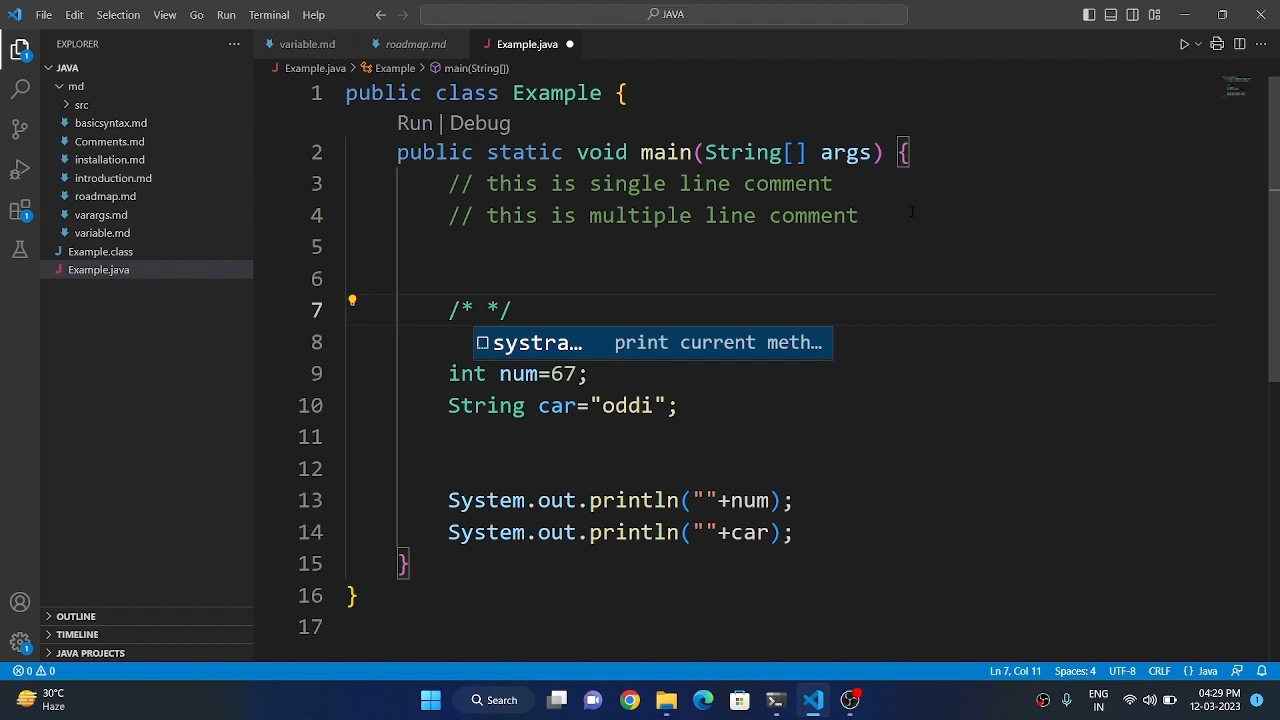 File Edit Selection View Go Run Terminal Help
JAVA
EXPLORER
variable.md
roadmap.md
Example.java
JAVA
Example.java > Example > main(String[])
md
src
basicsyntax.md
Comments.md
installation.md
introduction.md
roadmap.md
varargs.md
variable.md
Example.class
Example.java
1 public class Example {
Run | Debug
2 public static void main(String[] args) {
3 // this is single line comment
4 // this is multiple line comment
5
6
7 /* */
8
systra… print current meth…
9 int num=67;
10 String car="oddi";
11
12
13 System.out.println(""+num);
14 System.out.println(""+car);
15 }
16 }
17
OUTLINE
TIMELINE
JAVA PROJECTS
1
1
1
0 0 Ln 7, Col 11 Spaces: 4 UTF-8 CRLF {} Java
30°C
Haze
Search
ENG
IN
04:29 PM
12-03-2023
1